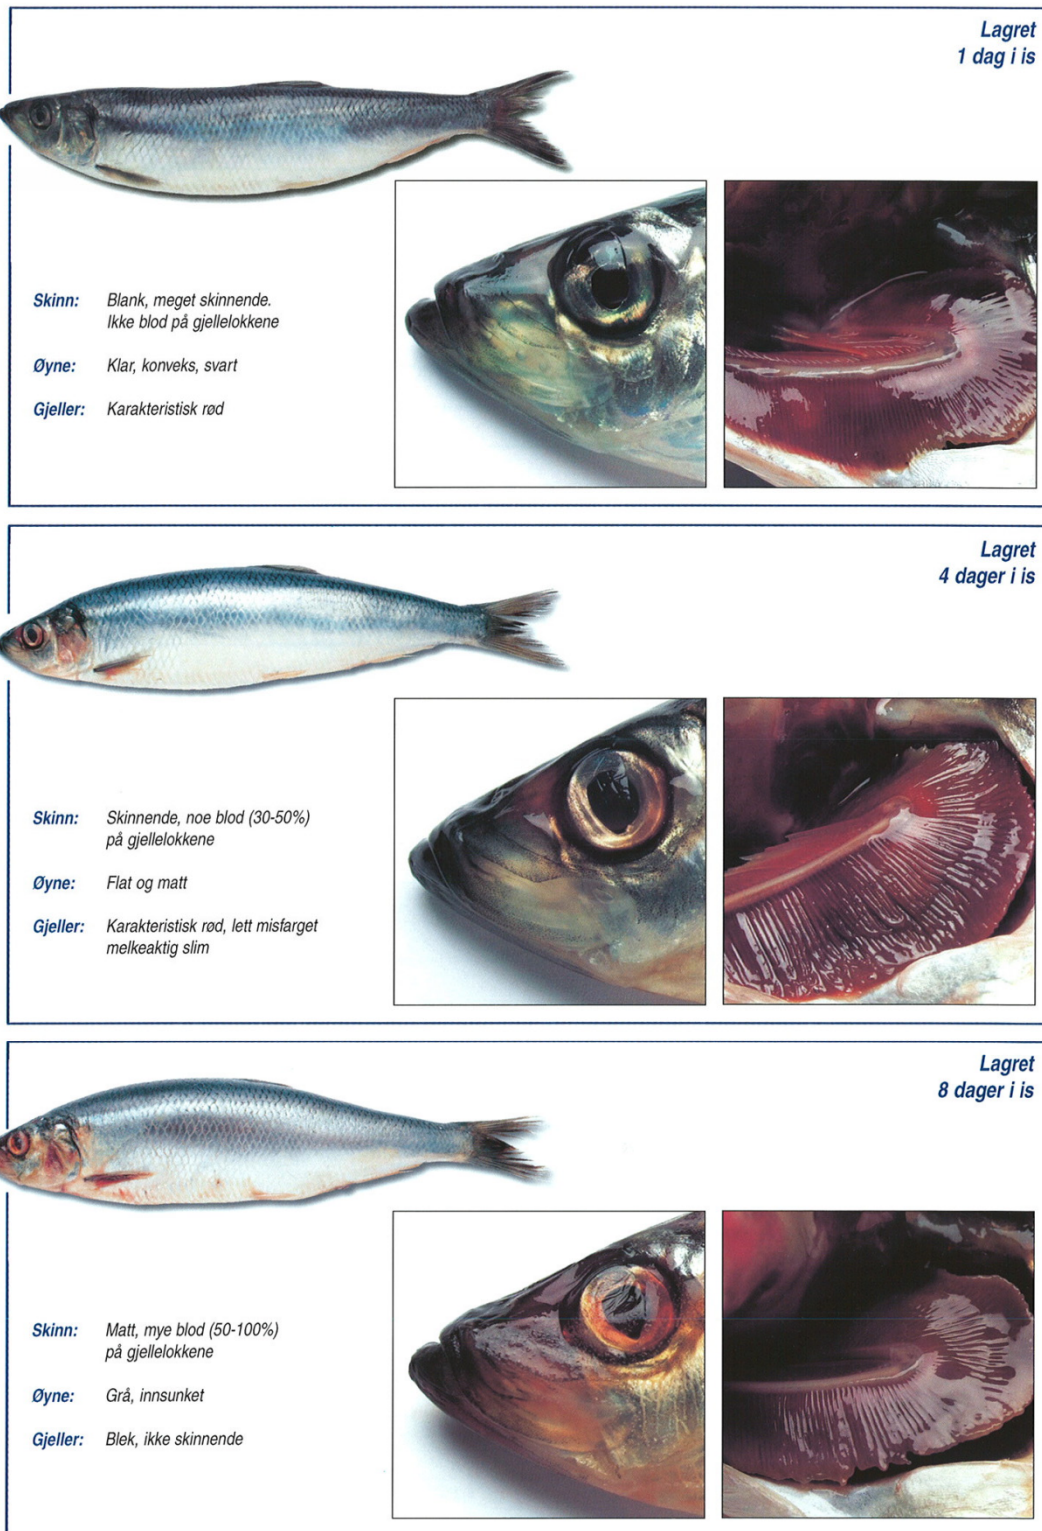 Lagret
1 dag i is
Skinn: Blank, meget skinnende.
Ikke blod på gjellelokkene
Øyne: Klar, konveks, svart
Gjeller: Karakteristisk rød
Lagret
4 dager i is
Skinn: Skinnende, noe blod (30-50%)
på gjellelokkene
Øyne: Flat og matt
Gjeller: Karakteristisk rød, lett misfarget
melkeaktig slim
Lagret
8 dager i is
Skinn: Matt, mye blod (50-100%)
på gjellelokkene
Øyne: Grå, innsunket
Gjeller: Blek, ikke skinnende